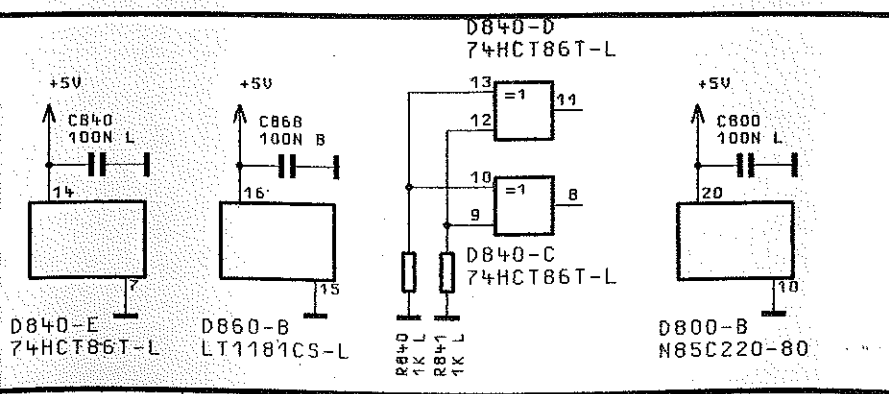 D840-D
74HCT86T-L
+5V
C840
100N L
14
7
D840-E
74HCT86T-L
+5V
C868
100N B
16
15
D860-B
LT1181CS-L
13
=1
11
12
10
=1
8
9
D840-C
74HCT86T-L
R840
1K L
R841
1K L
+5V
C800
100N L
20
10
D800-B
N85C220-80